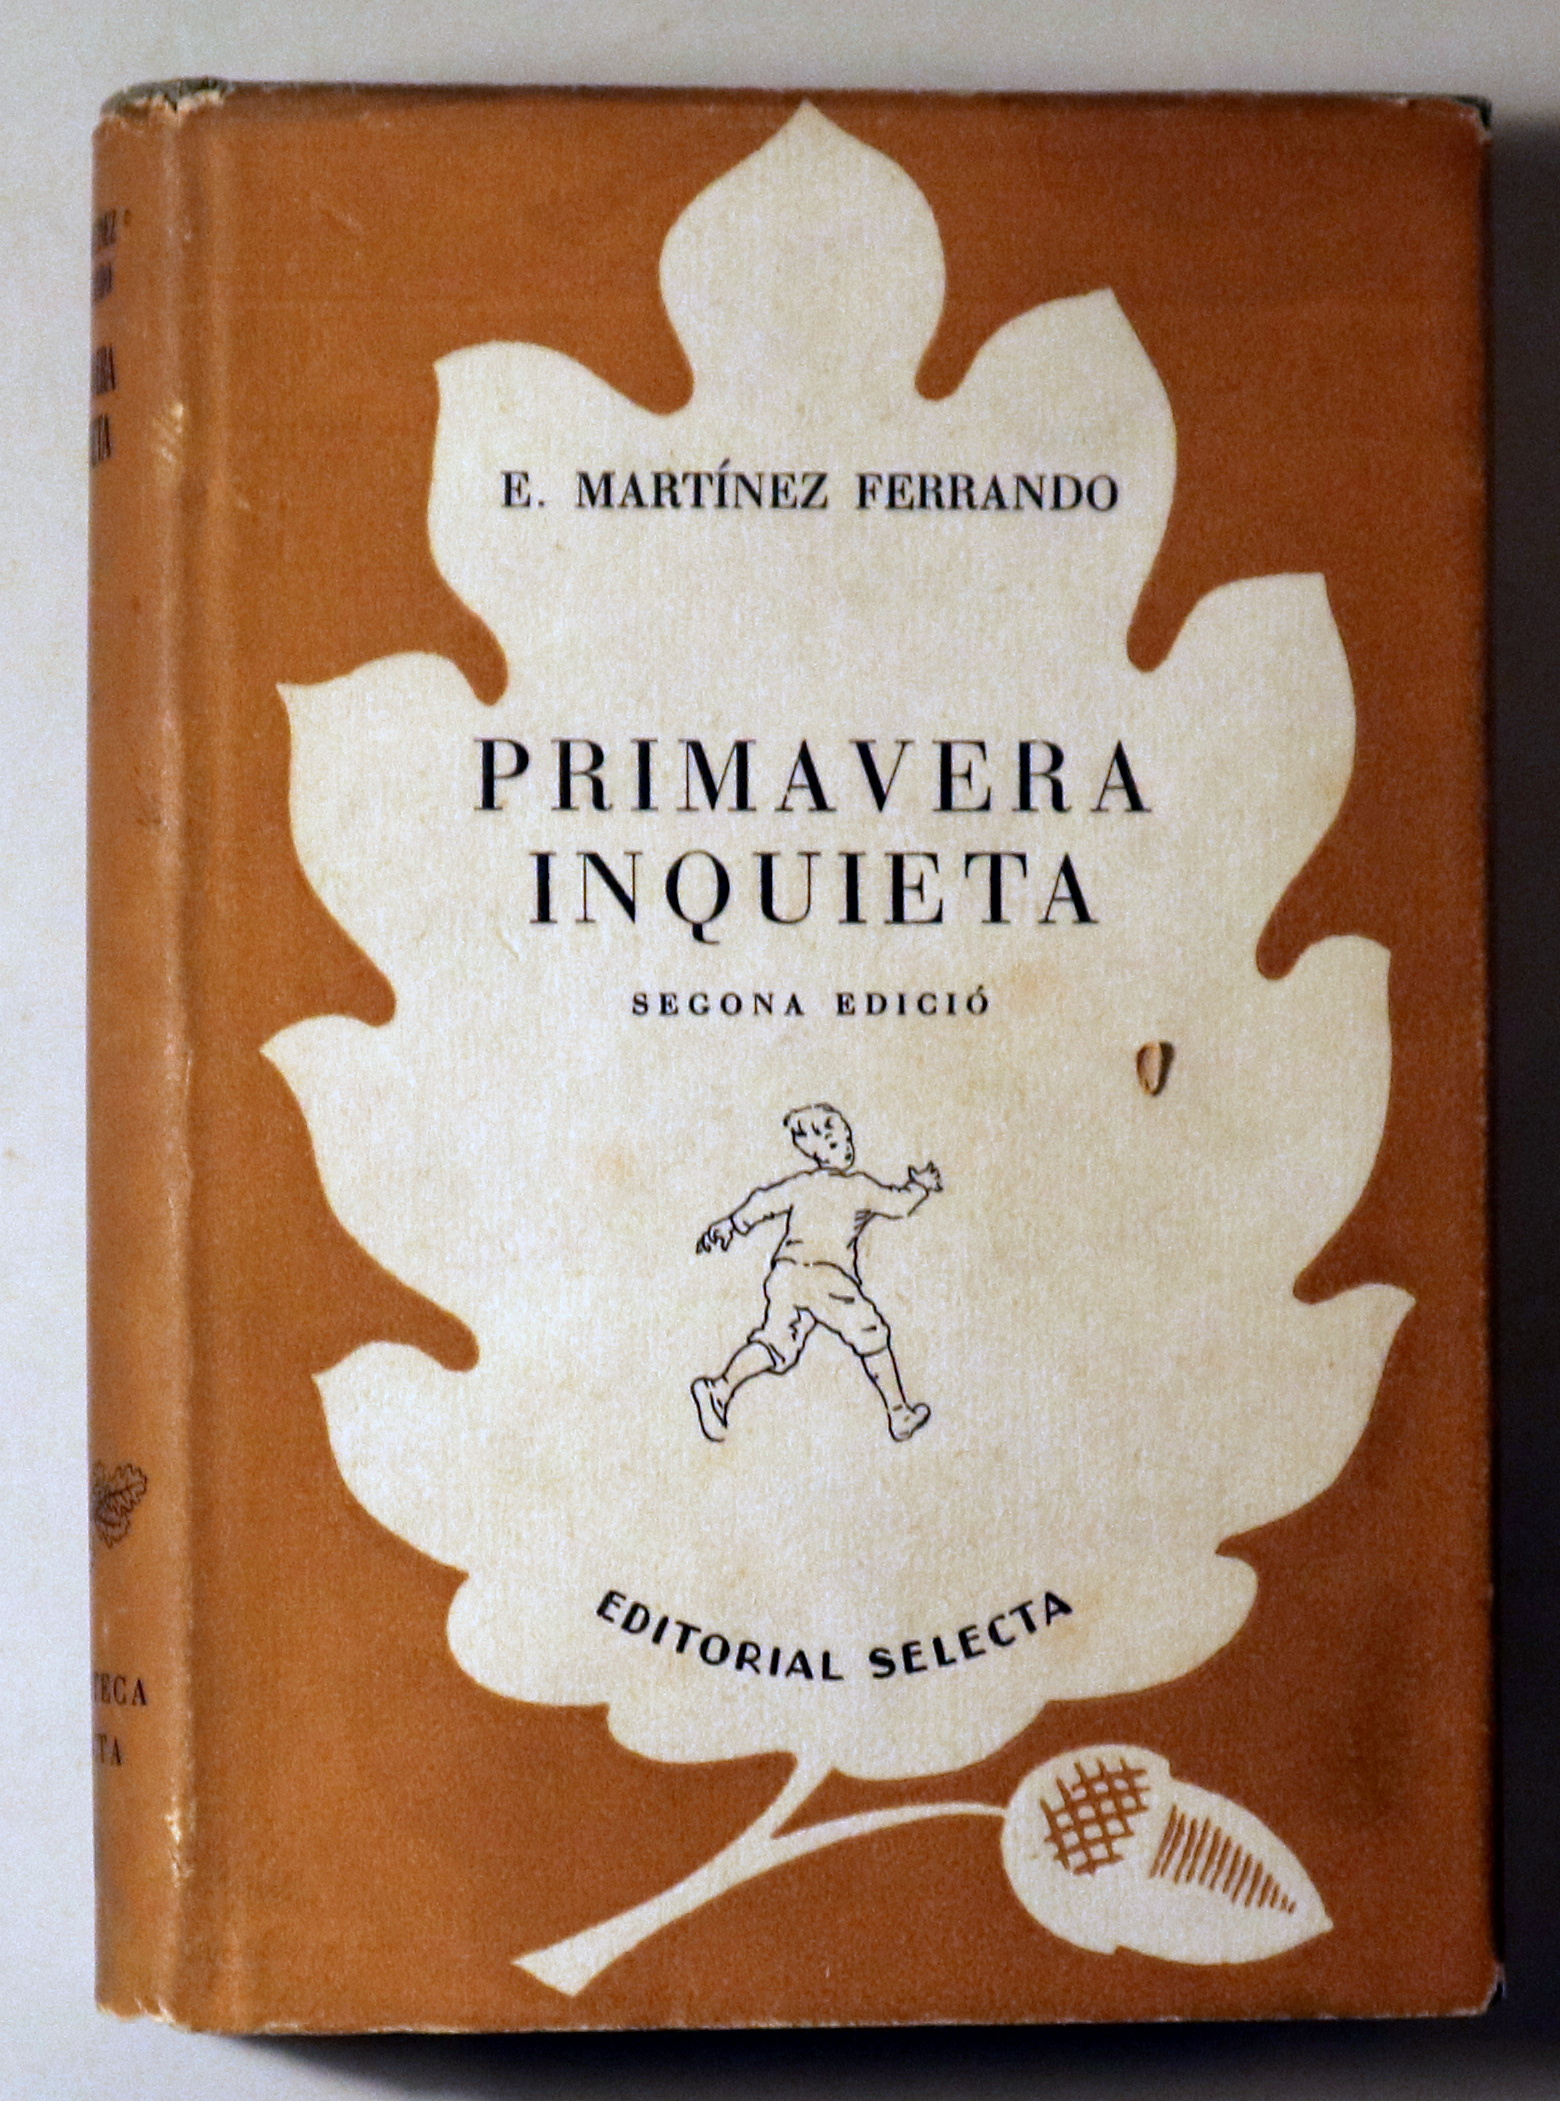 E. MARTÍNEZ FERRANDO
PRIMAVERA
INQUIETA
SEGONA EDICIÓ
EDITORIAL SELECTA